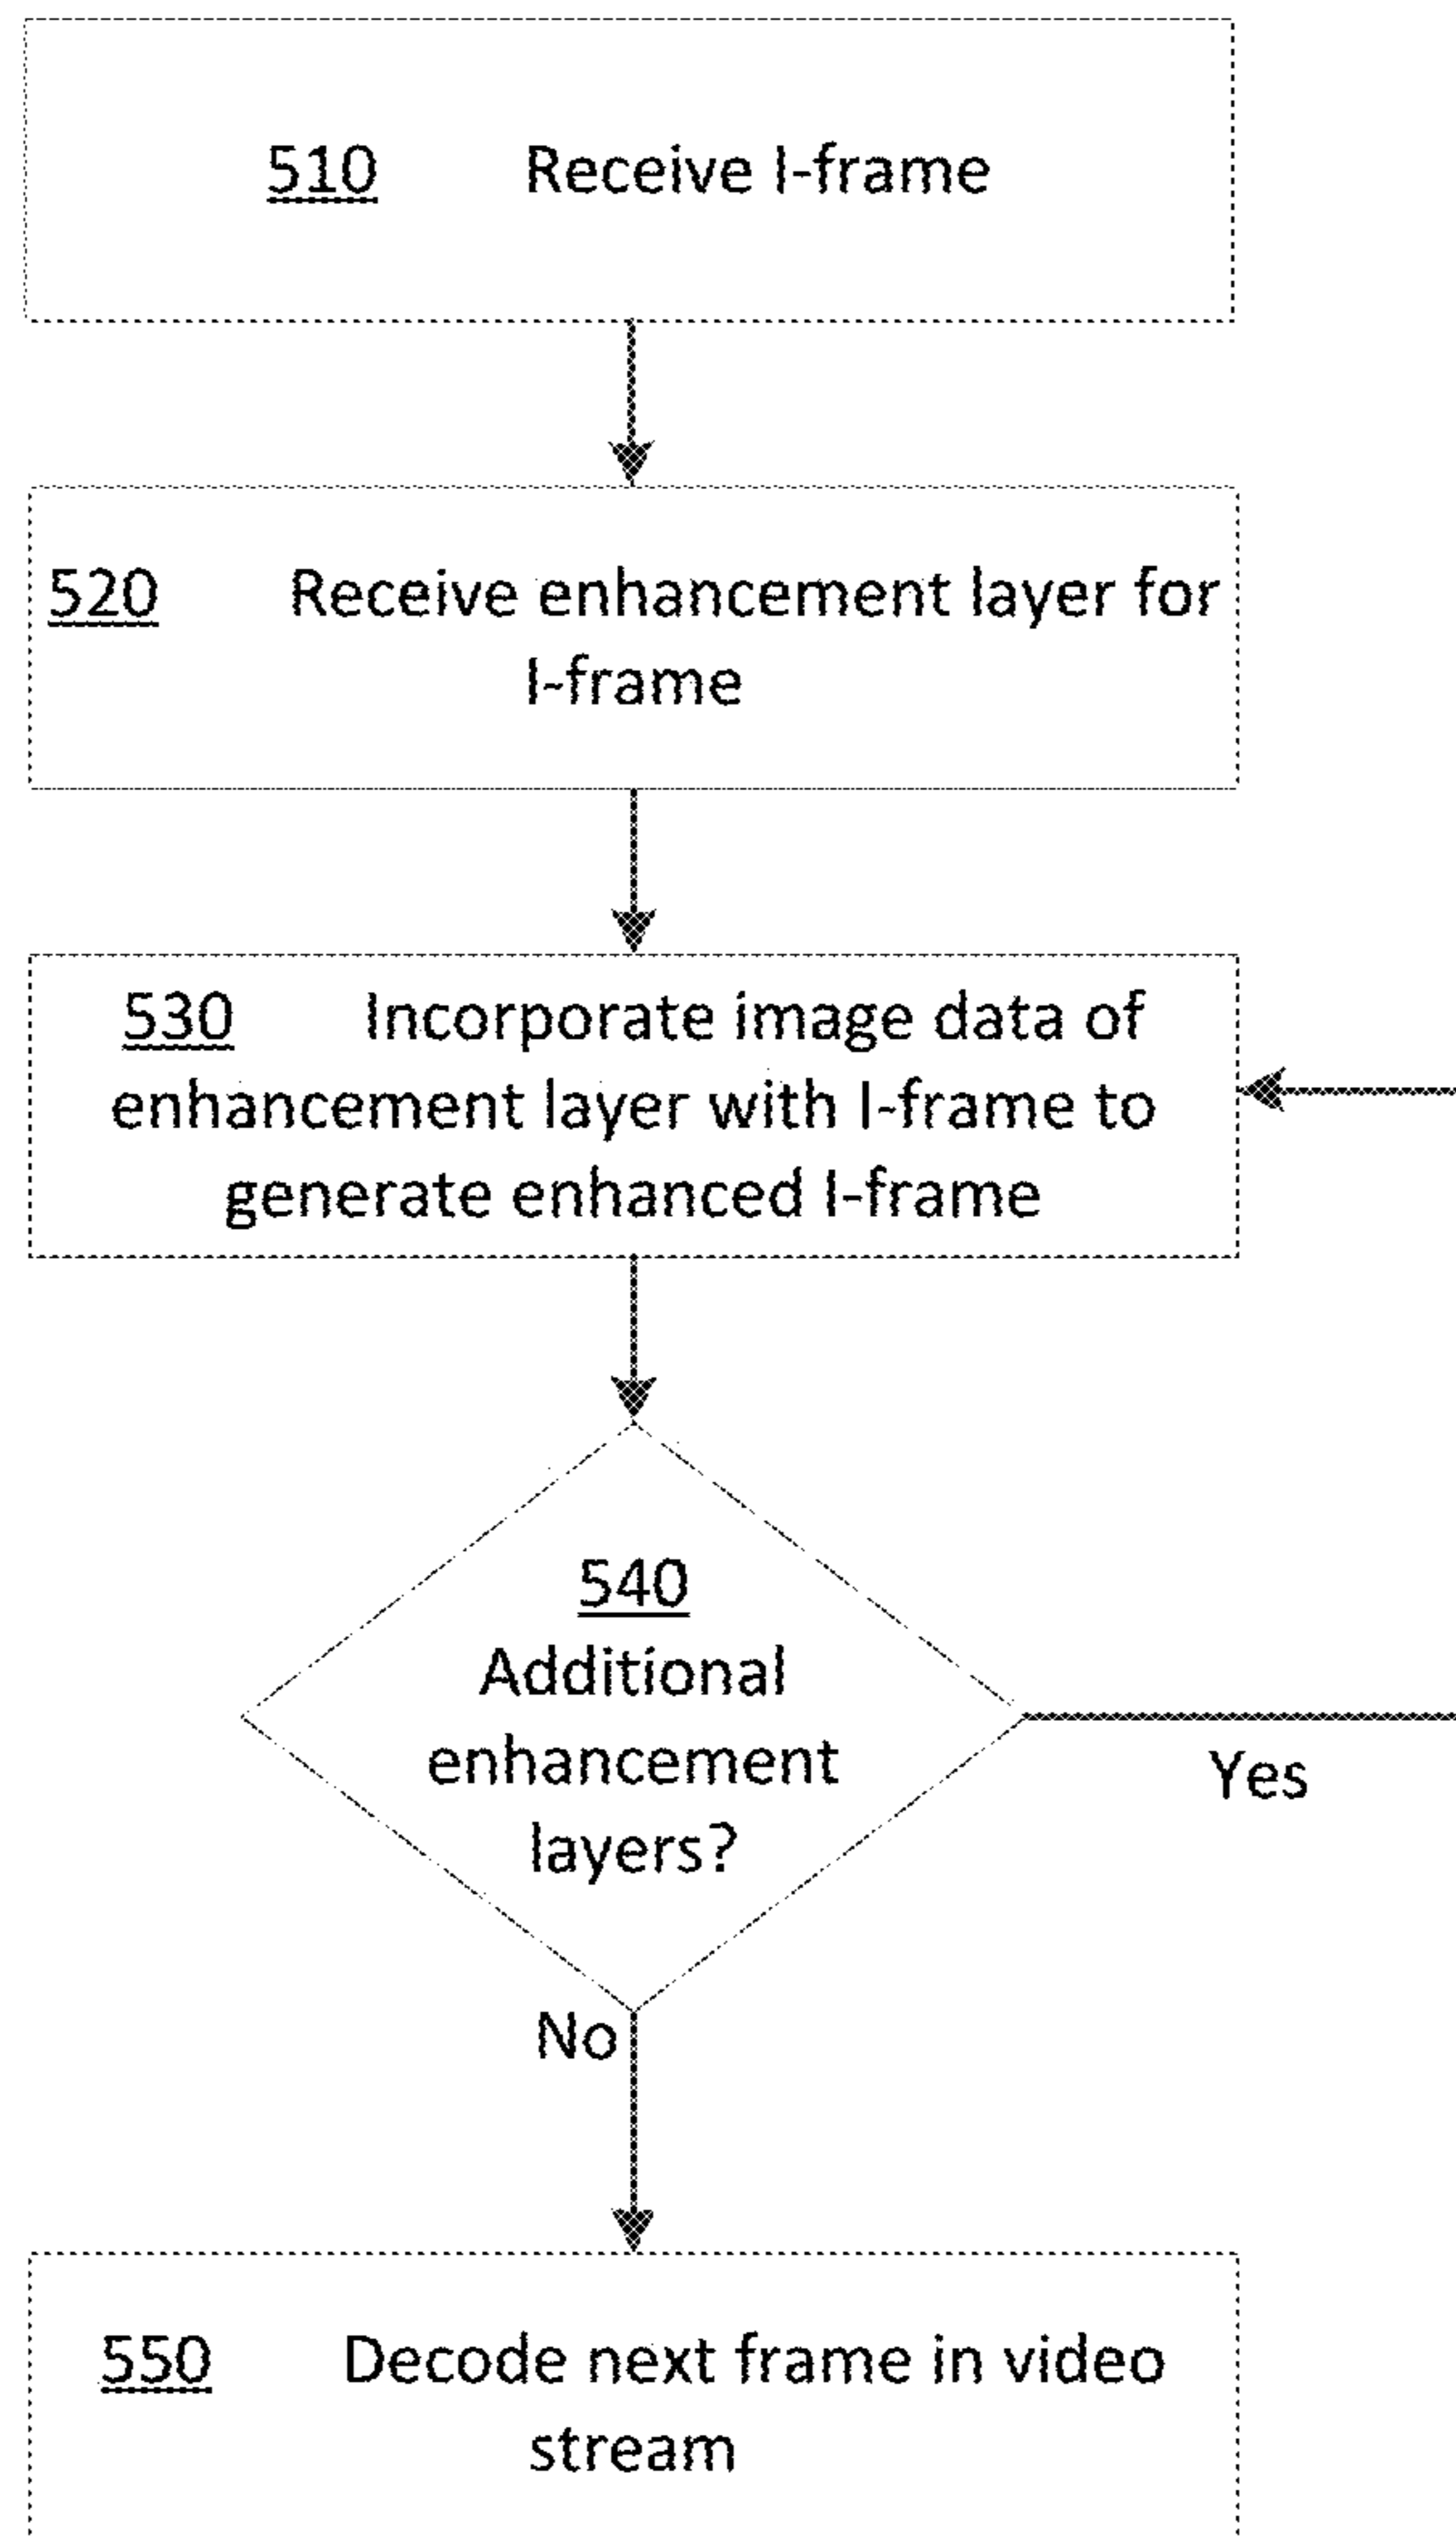 510 Receive I-frame
520 Receive enhancement layer for
I-frame
530 Incorporate image data of
enhancement layer with I-frame to
generate enhanced I-frame
540
Additional
enhancement
layers?
Yes
No
550 Decode next frame in video
stream